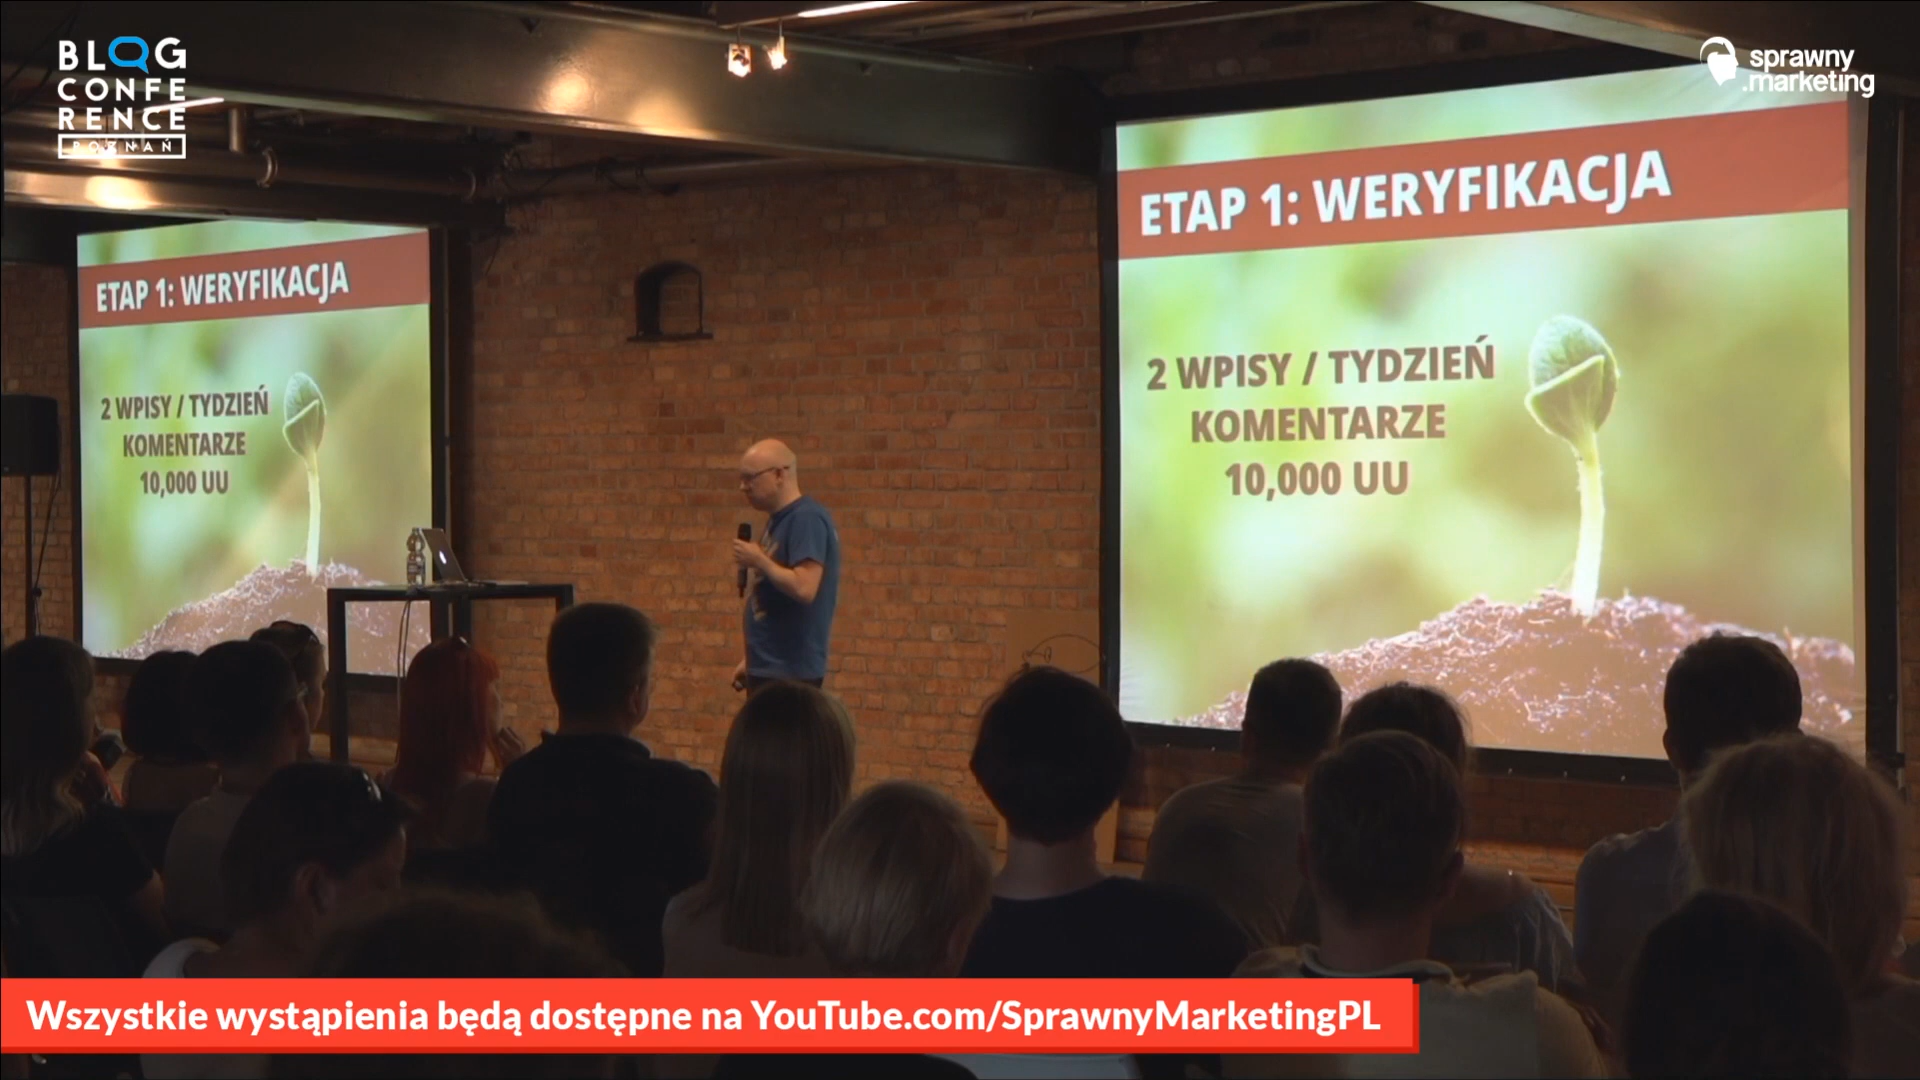 BLOG
CONFE
RENCE
POZNAŃ
sprawny
.marketing
ETAP 1: WERYFIKACJA
2 WPISY / TYDZIEŃ
KOMENTARZE
10,000 UU
ETAP 1: WERYFIKACJA
2 WPISY / TYDZIEŃ
KOMENTARZE
10,000 UU
Wszystkie wystąpienia będą dostępne na YouTube.com/SprawnyMarketingPL